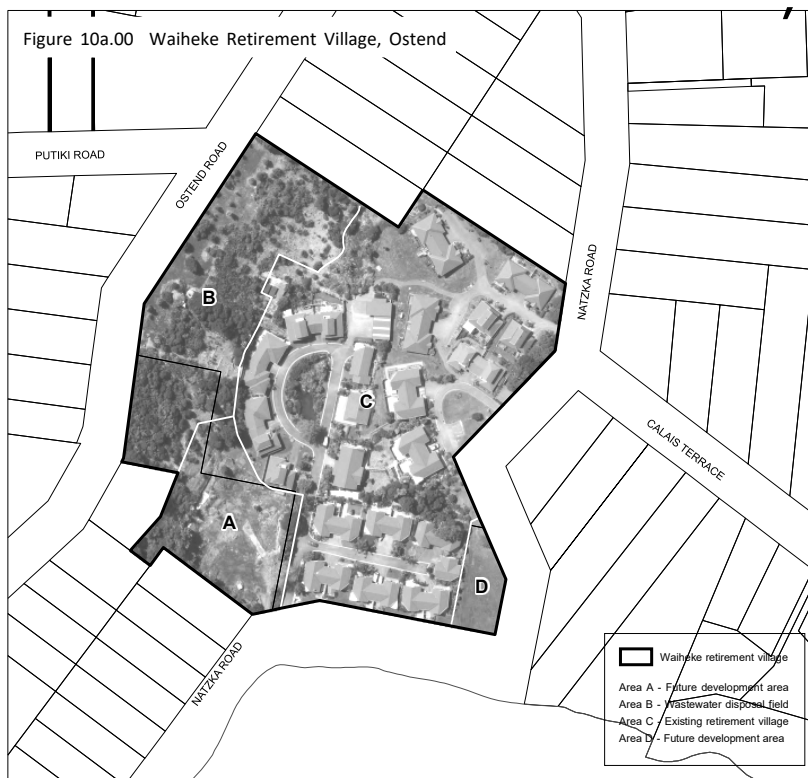 Figure 10a.00 Waiheke Retirement Village, Ostend
PUTIKI ROAD
OSTEND ROAD
NATZKA ROAD
B
C
CALAIS TERRACE
A
D
NATZKA ROAD
Waiheke retirement village
Area A - Future development area
Area B - Wastewater disposal field
Area C - Existing retirement village
Area D - Future development area